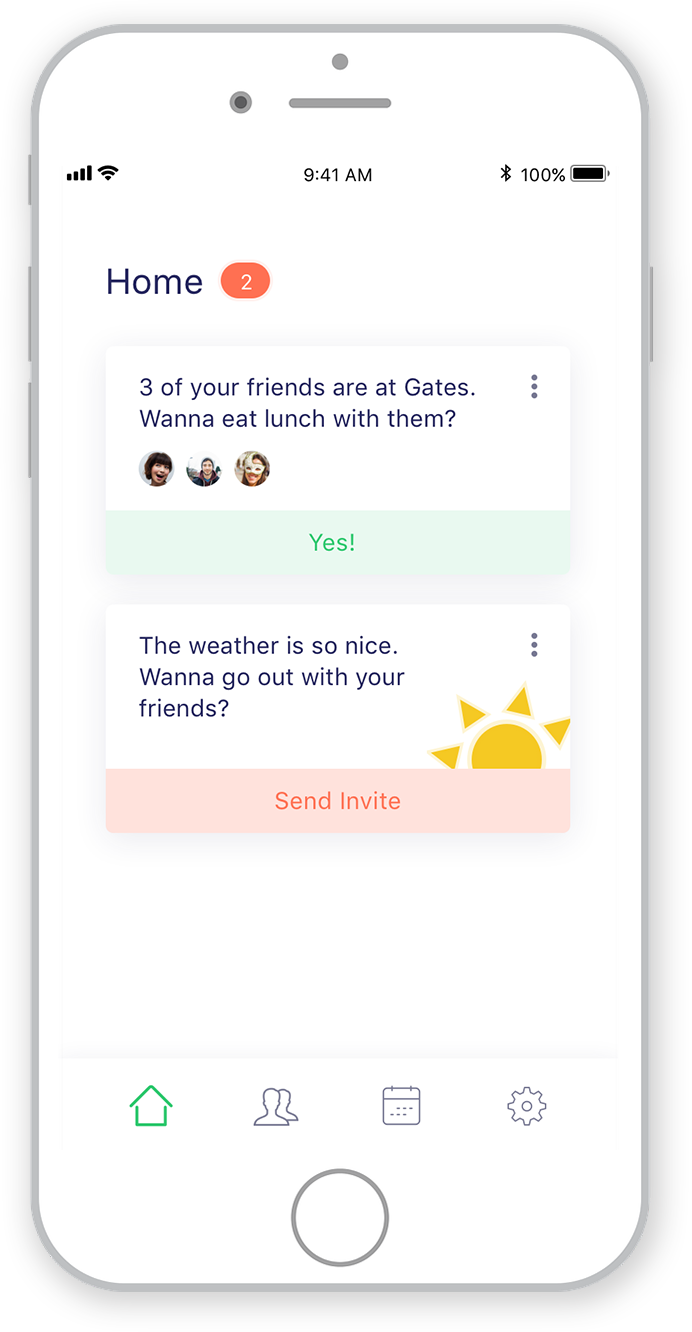 9:41 AM
100%
Home
2
3 of your friends are at Gates.
Wanna eat lunch with them?
Yes!
The weather is so nice.
Wanna go out with your
friends?
Send Invite